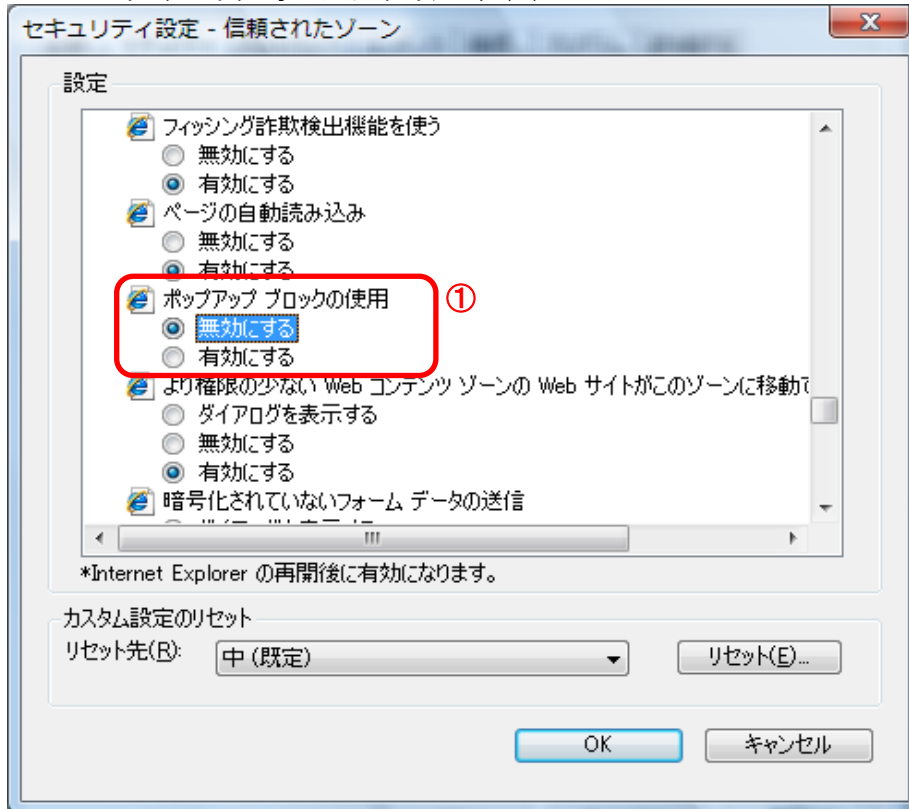 セキュリティ設定 - 信頼されたゾーン
設定
フィッシング詐欺検出機能を使う
無効にする
有効にする
ページの自動読み込み
無効にする
有効にする
ポップアップ ブロックの使用 ①
無効にする
有効にする
より権限の少ない Web コンテンツ ゾーンの Web サイトがこのゾーンに移動で
ダイアログを表示する
無効にする
有効にする
暗号化されていないフォーム データの送信
*Internet Explorer の再開後に有効になります。
カスタム設定のリセット
リセット先(R): 中 (既定) リセット(E)...
OK キャンセル